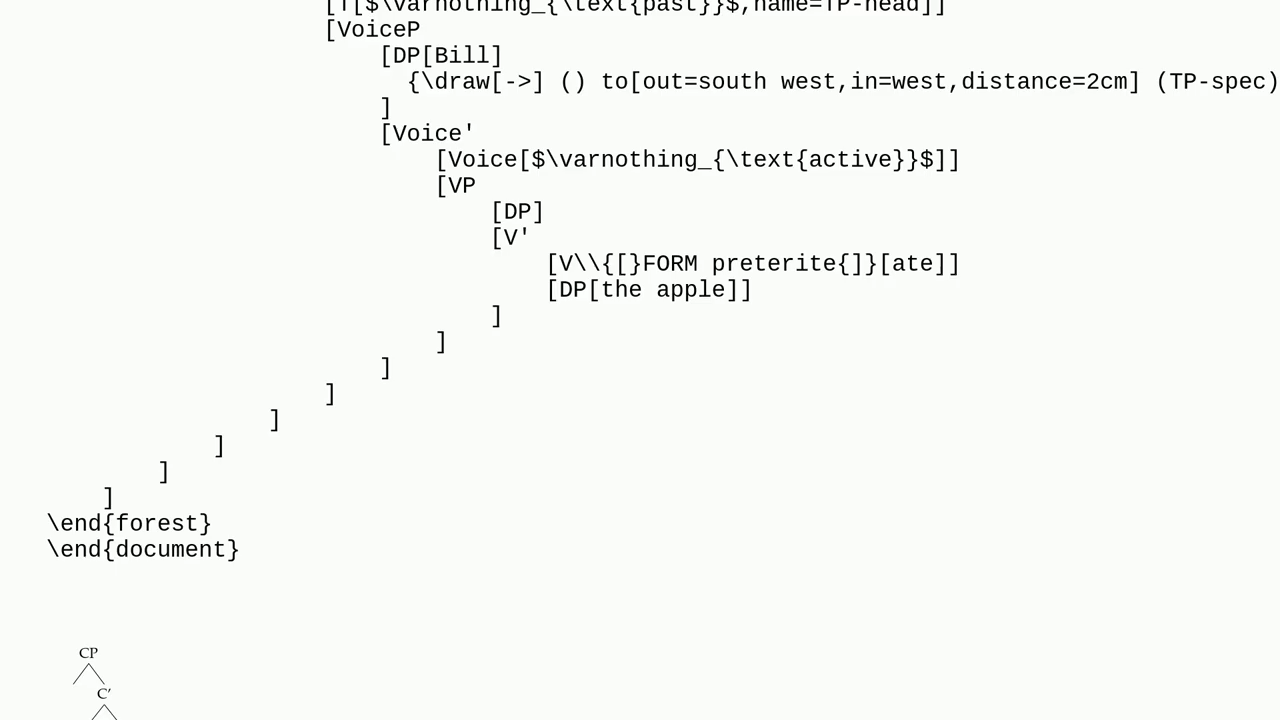 [T[$\varnothing_{\text{past}}$,name=TP-head]]
[VoiceP
[DP[Bill]
{\draw[->] () to[out=south west,in=west,distance=2cm] (TP-spec)
]
[Voice'
[Voice[$\varnothing_{\text{active}}$]]
[VP
[DP]
[V'
[V\\{[}FORM preterite{]}[ate]]
[DP[the apple]]
]
]
]
]
]
]
]
]
\end{forest}
\end{document}
CP
C′